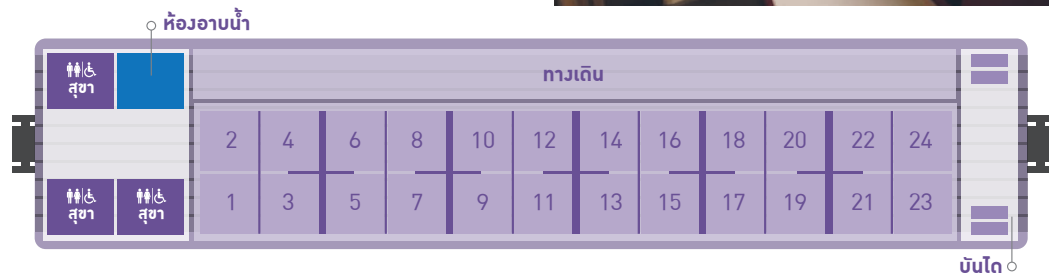 ห้องอาบน้ำ
สุขา
ทางเดิน
2 4 6 8 10 12 14 16 18 20 22 24
1 3 5 7 9 11 13 15 17 19 21 23
สุขา สุขา
บันได